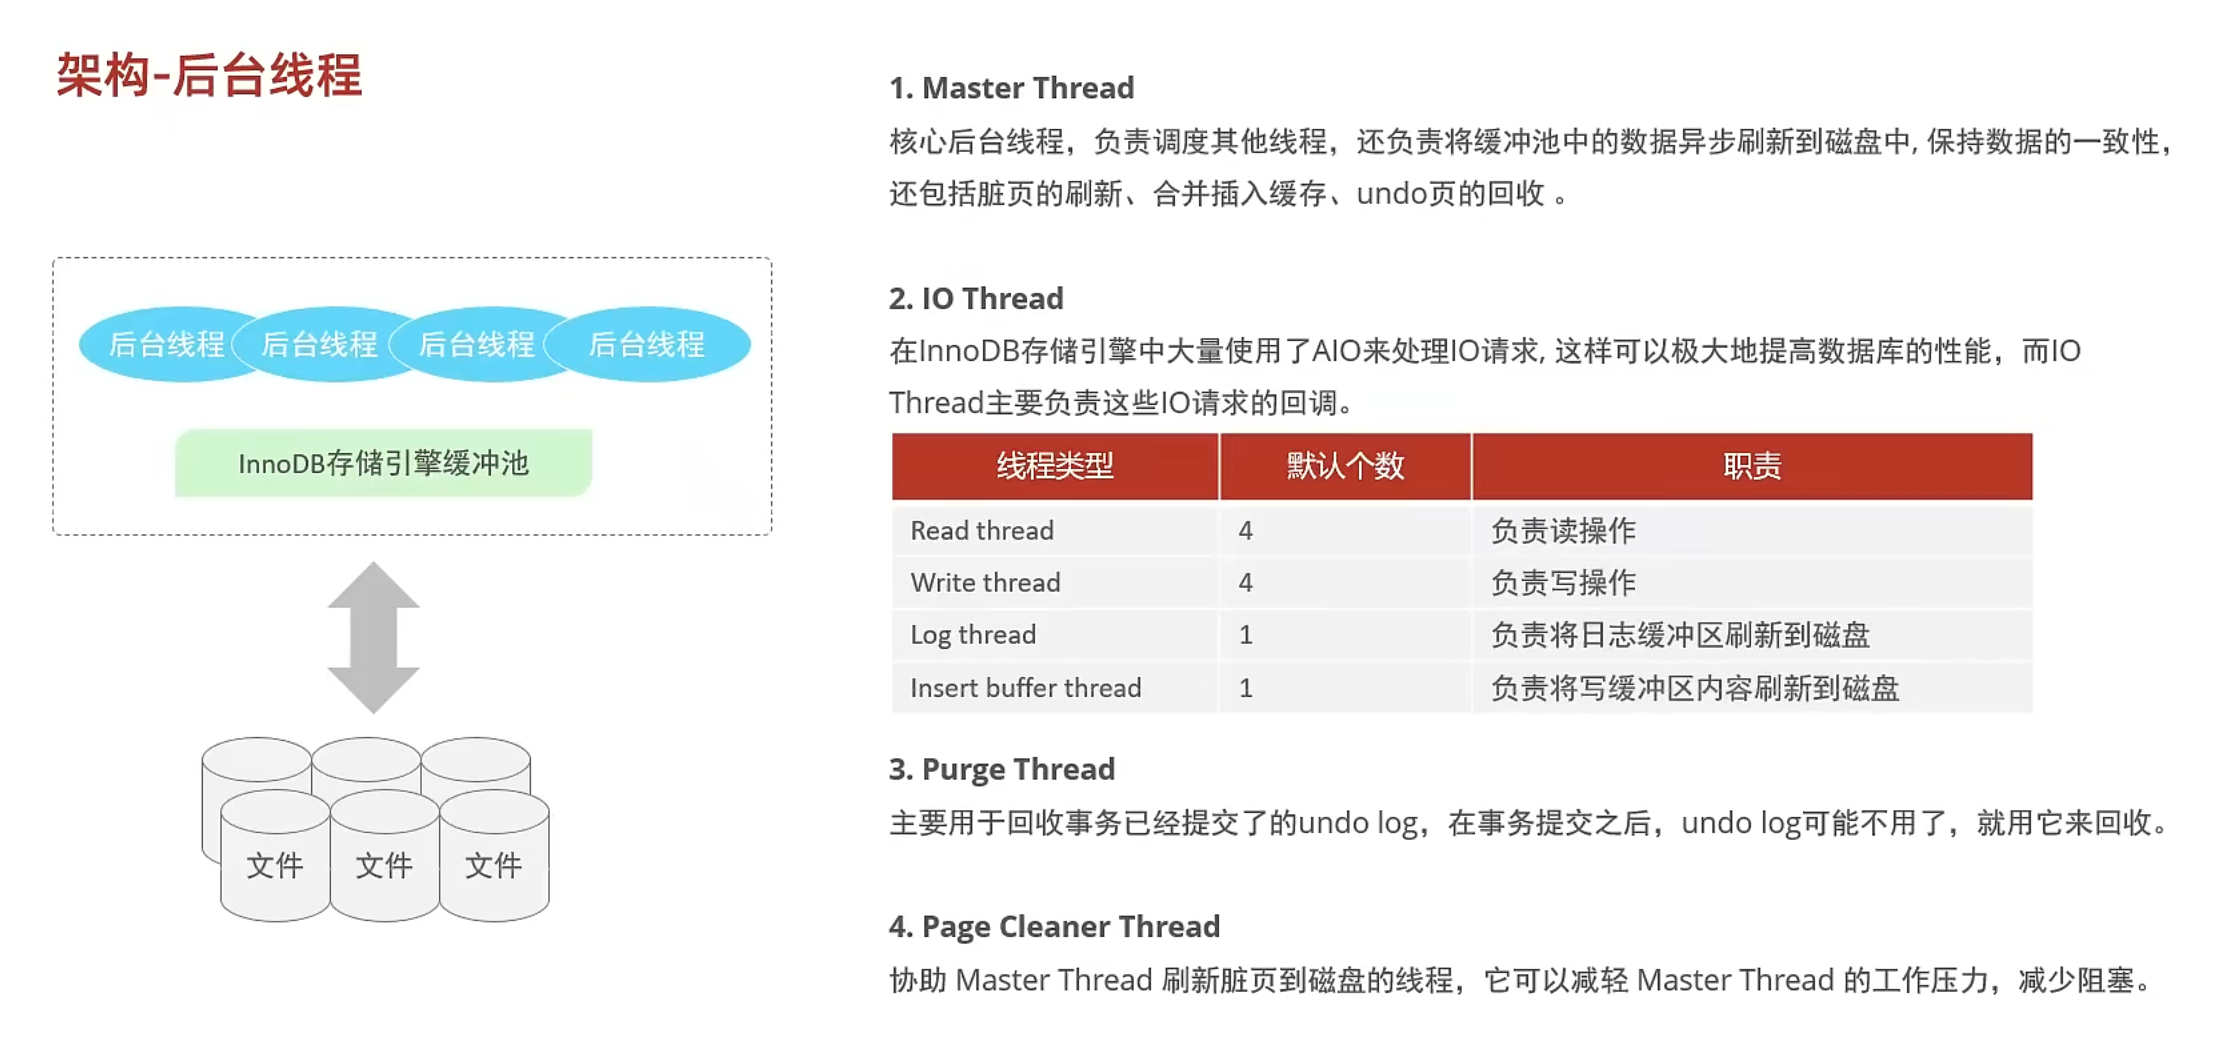 架构-后台线程
后台线程 后台线程 后台线程 后台线程
InnoDB存储引擎缓冲池
文件 文件 文件
1. Master Thread
核心后台线程，负责调度其他线程，还负责将缓冲池中的数据异步刷新到磁盘中, 保持数据的一致性，
还包括脏页的刷新、合并插入缓存、undo页的回收 。
2. IO Thread
在InnoDB存储引擎中大量使用了AIO来处理IO请求, 这样可以极大地提高数据库的性能，而IO
Thread主要负责这些IO请求的回调。
线程类型 默认个数 职责
Read thread 4 负责读操作
Write thread 4 负责写操作
Log thread 1 负责将日志缓冲区刷新到磁盘
Insert buffer thread 1 负责将写缓冲区内容刷新到磁盘
3. Purge Thread
主要用于回收事务已经提交了的undo log，在事务提交之后，undo log可能不用了，就用它来回收。
4. Page Cleaner Thread
协助 Master Thread 刷新脏页到磁盘的线程，它可以减轻 Master Thread 的工作压力，减少阻塞。